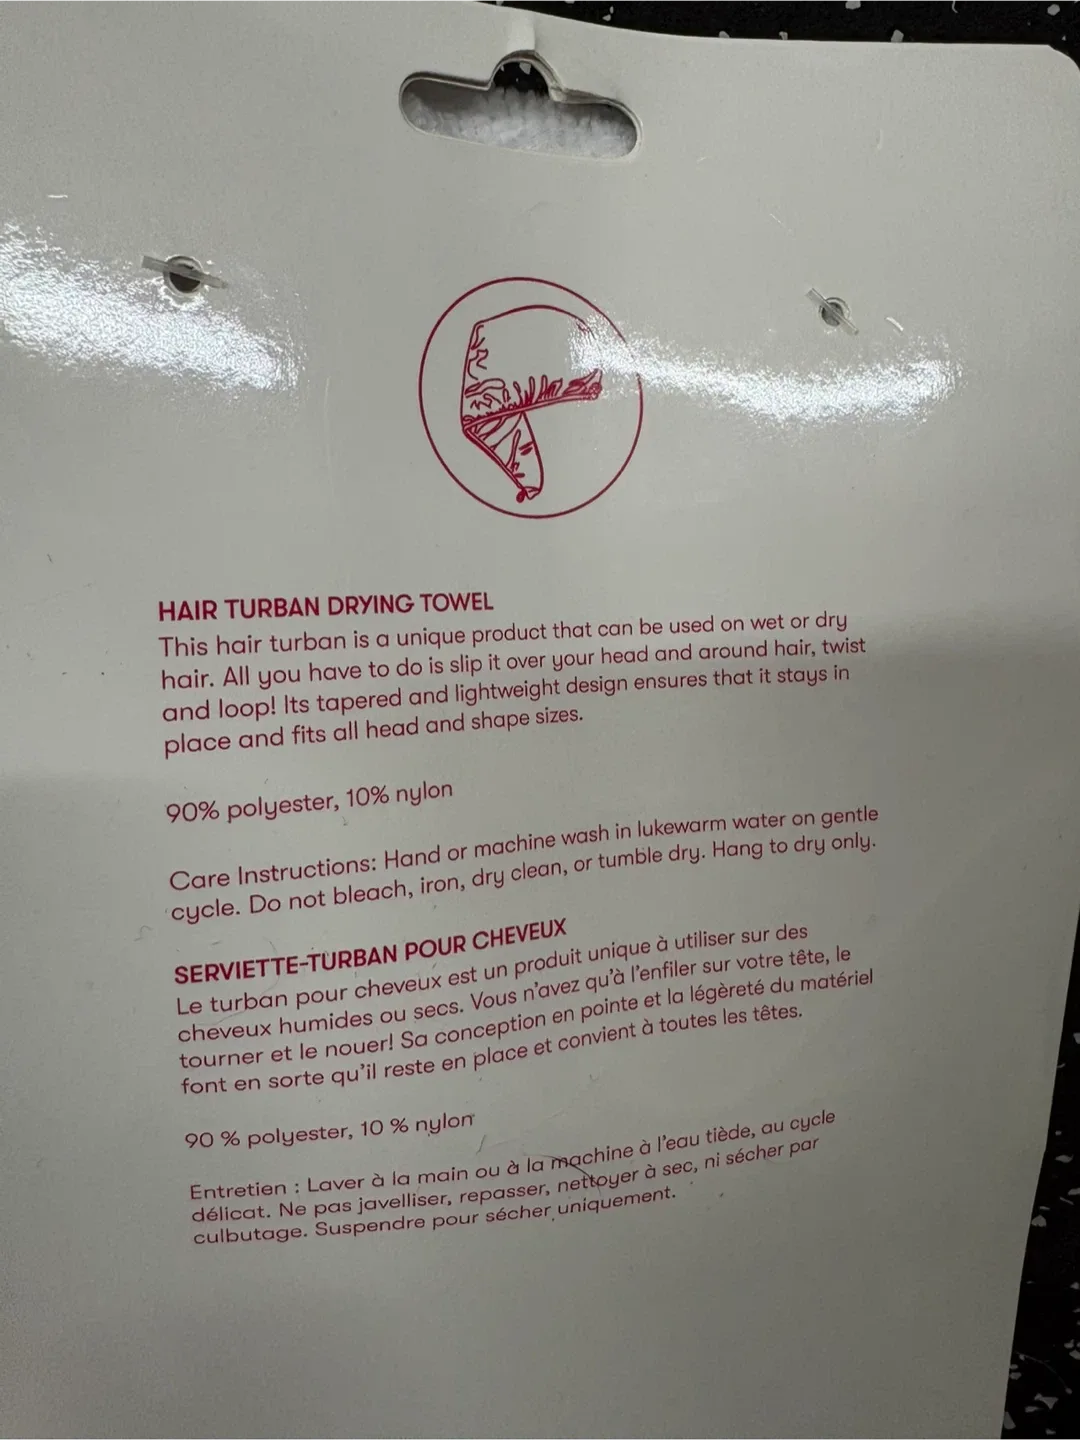 HAIR TURBAN DRYING TOWEL
This hair turban is a unique product that can be used on wet or dry
hair. All you have to do is slip it over your head and around hair, twist
and loop! Its tapered and lightweight design ensures that it stays in
place and fits all head and shape sizes.
90% polyester, 10% nylon
Care Instructions: Hand or machine wash in lukewarm water on gentle
cycle. Do not bleach, iron, dry clean, or tumble dry. Hang to dry only.
SERVIETTE-TURBAN POUR CHEVEUX
Le turban pour cheveux est un produit unique à utiliser sur des
cheveux humides ou secs. Vous n'avez qu'à l'enfiler sur votre tête, le
tourner et le nouer! Sa conception en pointe et la légèreté du matériel
font en sorte qu'il reste en place et convient à toutes les têtes.
90 % polyester, 10 % nylon
Entretien : Laver à la main ou à la machine à l'eau tiède, au cycle
délicat. Ne pas javelliser, repasser, nettoyer à sec, ni sécher par
culbutage. Suspendre pour sécher uniquement.